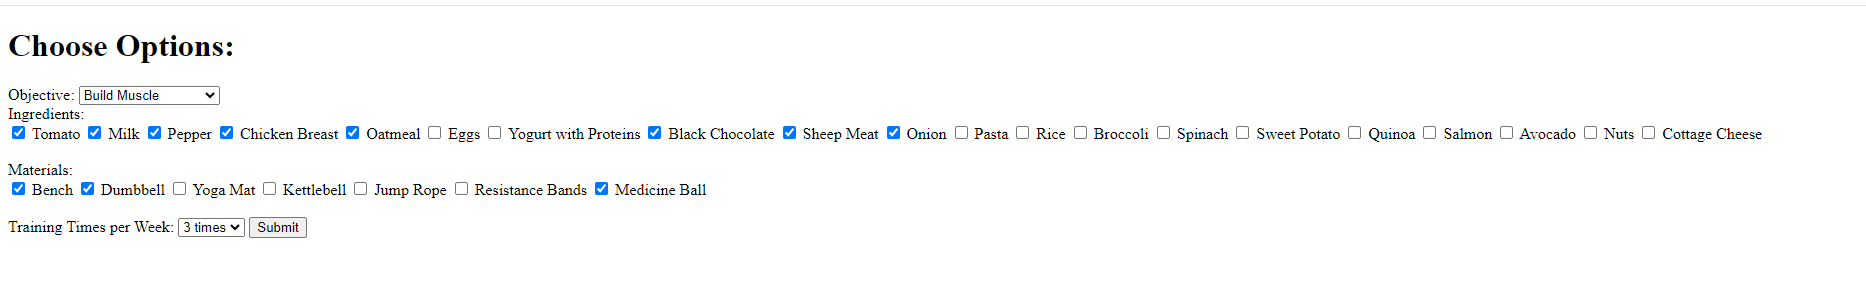 Choose Options:
Objective: Build Muscle
Ingredients:
Tomato Milk Pepper Chicken Breast Oatmeal Eggs Yogurt with Proteins Black Chocolate Sheep Meat Onion Pasta Rice Broccoli Spinach Sweet Potato Quinoa Salmon Avocado Nuts Cottage Cheese
Materials:
Bench Dumbbell Yoga Mat Kettlebell Jump Rope Resistance Bands Medicine Ball
Training Times per Week: 3 times Submit